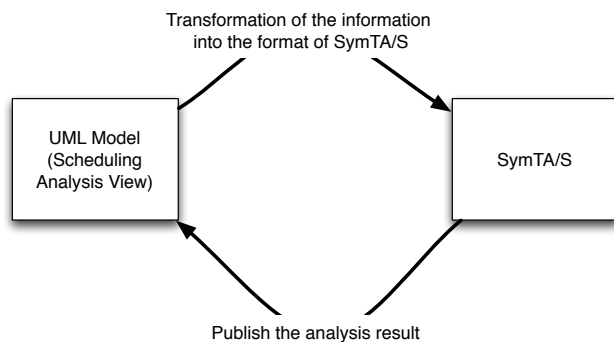 Transformation of the information
into the format of SymTA/S
UML Model
(Scheduling
Analysis View)
SymTA/S
Publish the analysis result